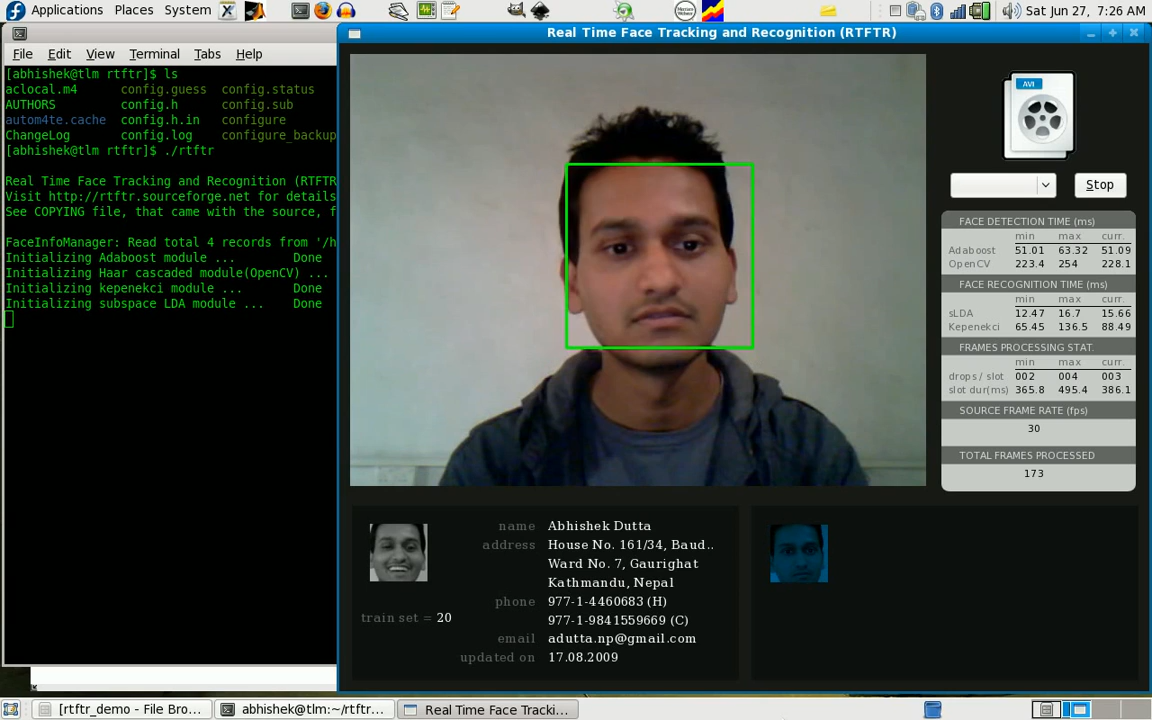 Applications Places System
Sat Jun 27, 7:26 AM
File Edit View Terminal Tabs Help
[abhishek@tlm rtftr]$ ls
aclocal.m4 config.guess config.status
AUTHORS config.h config.sub
autom4te.cache config.h.in configure
ChangeLog config.log configure_backup
[abhishek@tlm rtftr]$ ./rtftr
Real Time Face Tracking and Recognition (RTFTR
Visit http://rtftr.sourceforge.net for details
See COPYING file, that came with the source, f
FaceInfoManager: Read total 4 records from '/h
Initializing Adaboost module ... Done
Initializing Haar cascaded module(OpenCV) ...
Initializing kepenekci module ... Done
Initializing subspace LDA module ... Done
Real Time Face Tracking and Recognition (RTFTR)
AVI
Stop
FACE DETECTION TIME (ms)
min max curr.
Adaboost 51.01 63.32 51.09
OpenCV 223.4 254 228.1
FACE RECOGNITION TIME (ms)
min max curr.
sLDA 12.47 16.7 15.66
Kepenekci 65.45 136.5 88.49
FRAMES PROCESSING STAT.
min max curr.
drops / slot 002 004 003
slot dur(ms) 365.8 495.4 386.1
SOURCE FRAME RATE (fps)
30
TOTAL FRAMES PROCESSED
173
name Abhishek Dutta
address House No. 161/34, Baud..
Ward No. 7, Gaurighat
Kathmandu, Nepal
phone 977-1-4460683 (H)
977-1-9841559669 (C)
train set = 20
email adutta.np@gmail.com
updated on 17.08.2009
[rtftr_demo - File Bro... abhishek@tlm:~/rtftr... Real Time Face Tracki...